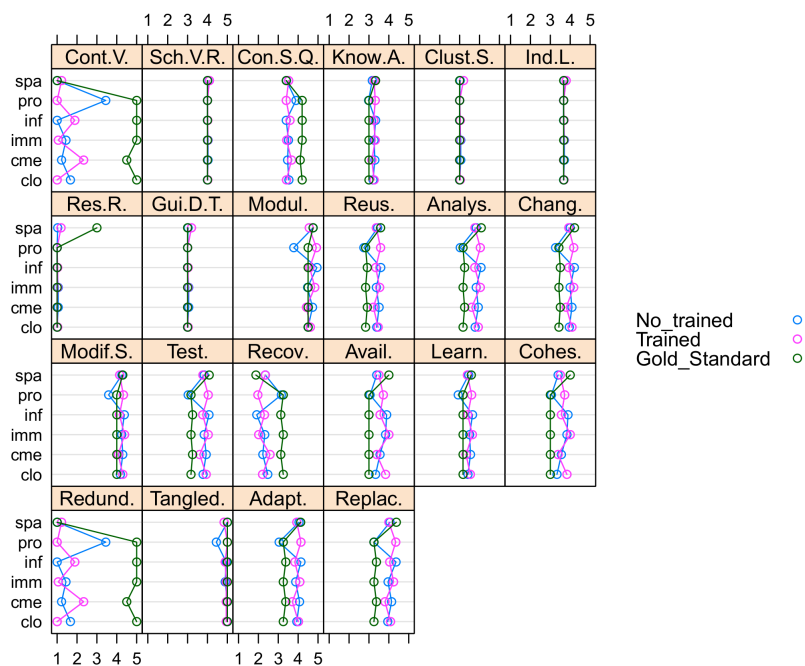 1 2 3 4 5 1 2 3 4 5 1 2 3 4 5
Cont.V. Sch.V.R. Con.S.Q. Know.A. Clust.S. Ind.L.
spa
pro
inf
imm
cme
clo
Res.R. Gui.D.T. Modul. Reus. Analys. Chang.
spa
pro
inf
imm
cme
clo
Modif.S. Test. Recov. Avail. Learn. Cohes.
spa
pro
inf
imm
cme
clo
Redund. Tangled. Adapt. Replac.
spa
pro
inf
imm
cme
clo
1 2 3 4 5 1 2 3 4 5
No_trained
Trained
Gold_Standard